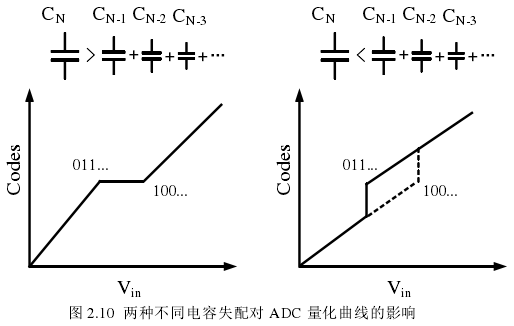 C_N C_N-1 C_N-2 C_N-3
> + + + ···
C_N C_N-1 C_N-2 C_N-3
< + + + ···
Codes
011...
100...
V_in
Codes
011...
100...
V_in
图 2.10 两种不同电容失配对 ADC 量化曲线的影响